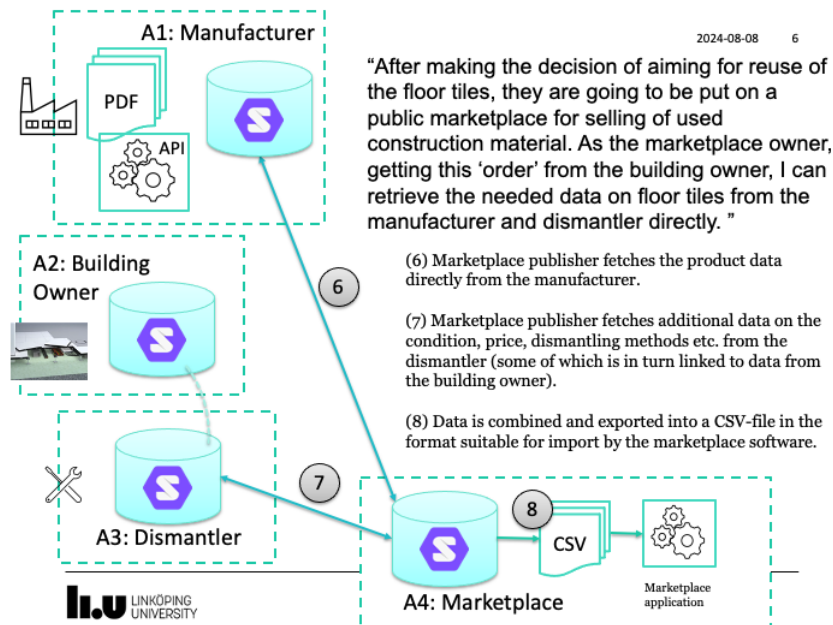 2024-08-08 6
A1: Manufacturer
PDF
API
“After making the decision of aiming for reuse of
the floor tiles, they are going to be put on a
public marketplace for selling of used
construction material. As the marketplace owner,
getting this ‘order’ from the building owner, I can
retrieve the needed data on floor tiles from the
manufacturer and dismantler directly. ”
A2: Building
Owner
6
(6) Marketplace publisher fetches the product data
directly from the manufacturer.
(7) Marketplace publisher fetches additional data on the
condition, price, dismantling methods etc. from the
dismantler (some of which is in turn linked to data from
the building owner).
(8) Data is combined and exported into a CSV-file in the
format suitable for import by the marketplace software.
A3: Dismantler
7
8
CSV
A4: Marketplace
Marketplace
application
li.u LINKÖPING
UNIVERSITY